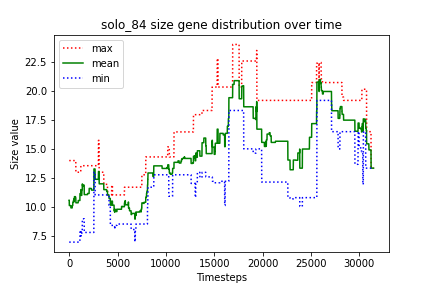 solo_84 size gene distribution over time
max
mean
min
Size value
22.5
20.0
17.5
15.0
12.5
10.0
7.5
0 5000 10000 15000 20000 25000 30000
Timesteps